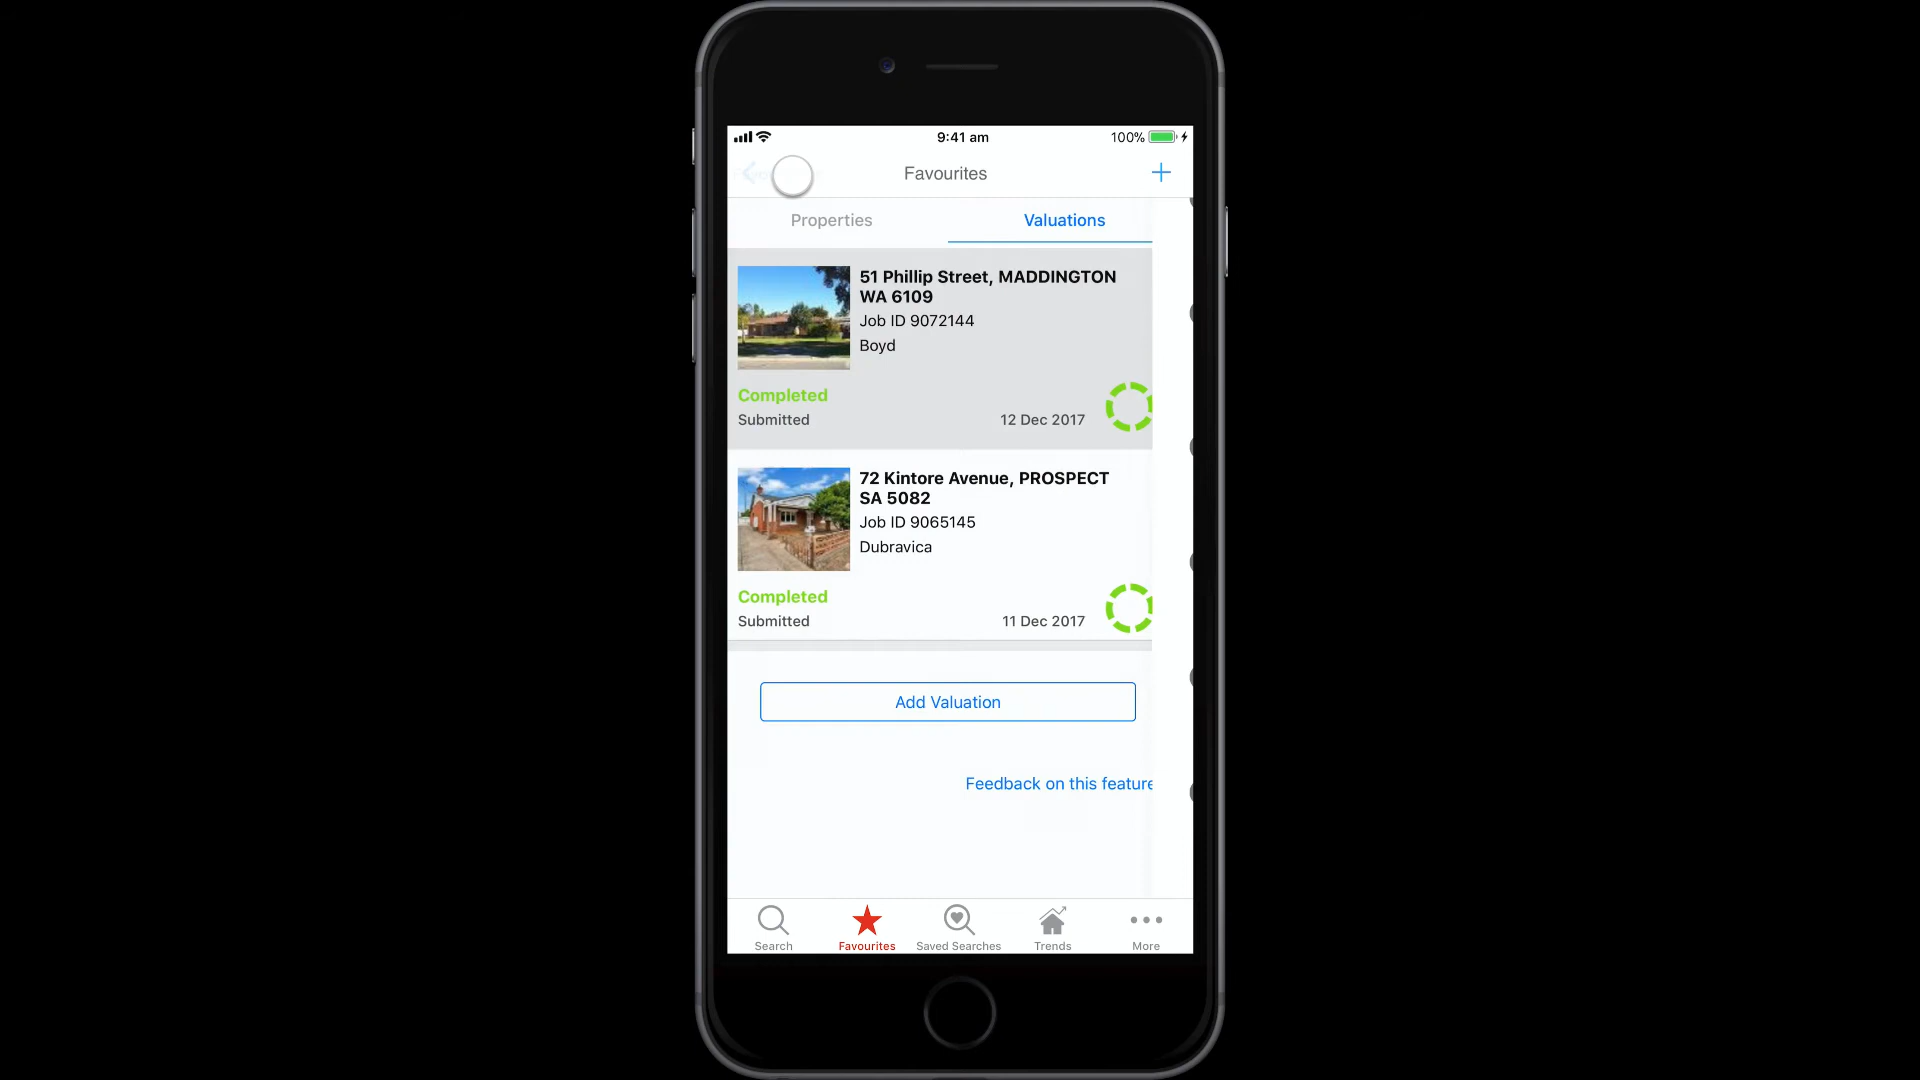 9:41 am
100%
Favourites
Properties
Valuations
51 Phillip Street, MADDINGTON
WA 6109
Job ID 9072144
Boyd
Completed
Submitted
12 Dec 2017
72 Kintore Avenue, PROSPECT
SA 5082
Job ID 9065145
Dubravica
Completed
Submitted
11 Dec 2017
Add Valuation
Feedback on this feature
Search
Favourites
Saved Searches
Trends
More